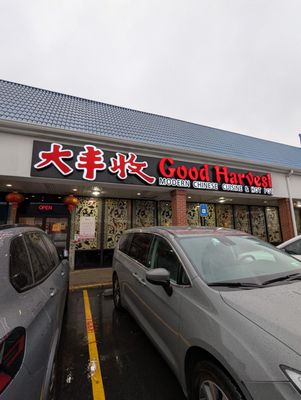 大丰收 Good Harvest
MODERN CHINESE CUISINE & HOT POT
OPEN